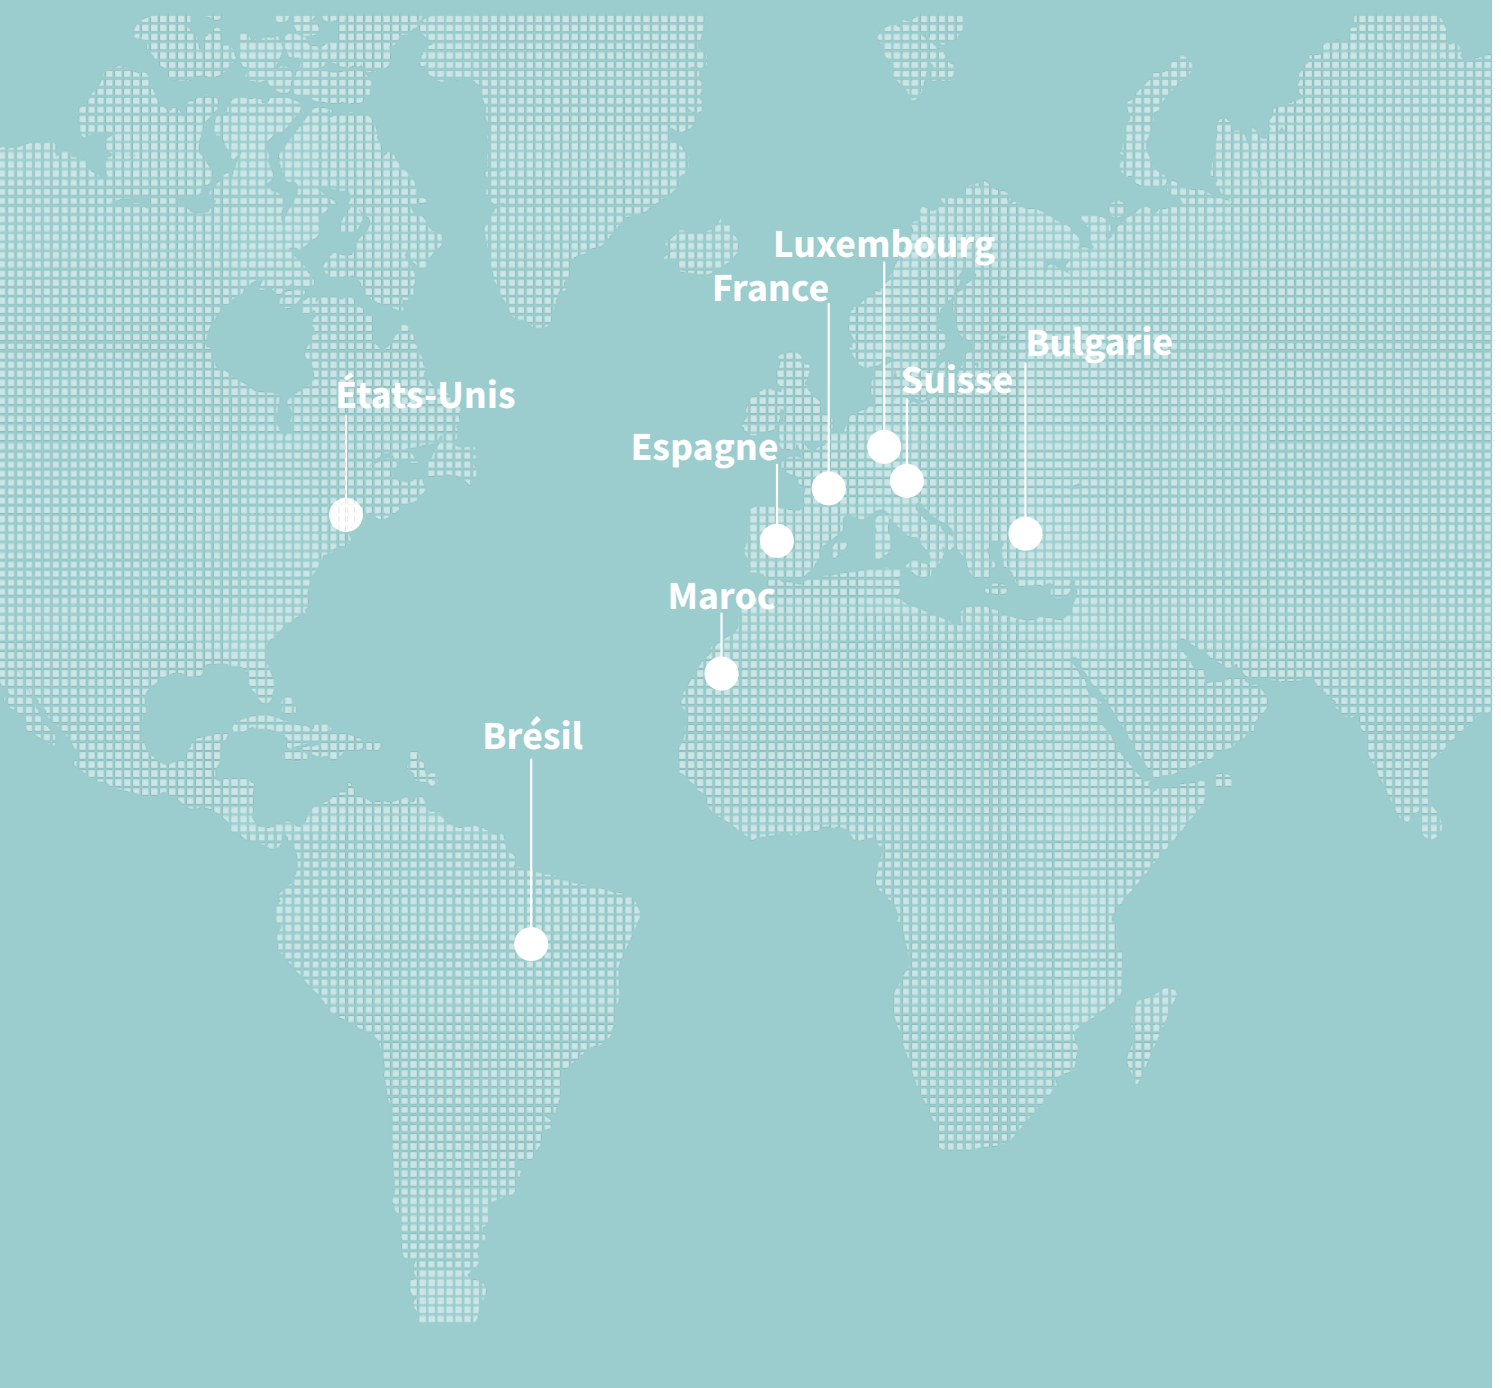 Luxembourg
France
Bulgarie
Suisse
États-Unis
Espagne
Maroc
Brésil